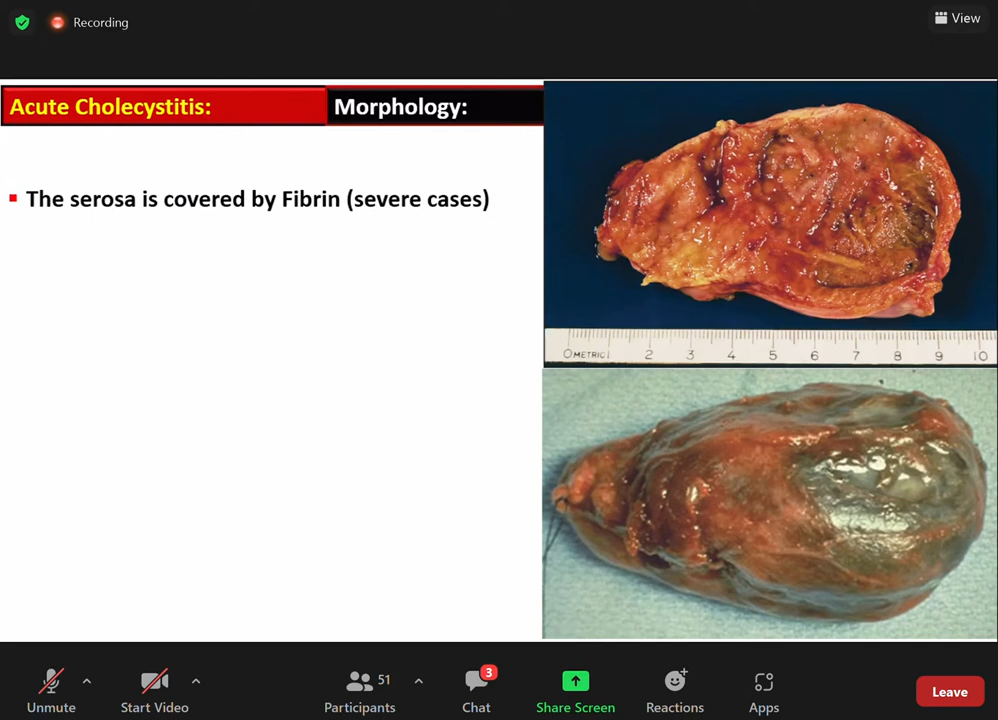 Recording
View
Acute Cholecystitis:
Morphology:
The serosa is covered by Fibrin (severe cases)
0 METRIC 1 2 3 4 5 6 7 8 9 10
Unmute
Start Video
51
Participants
3
Chat
Share Screen
Reactions
Apps
Leave